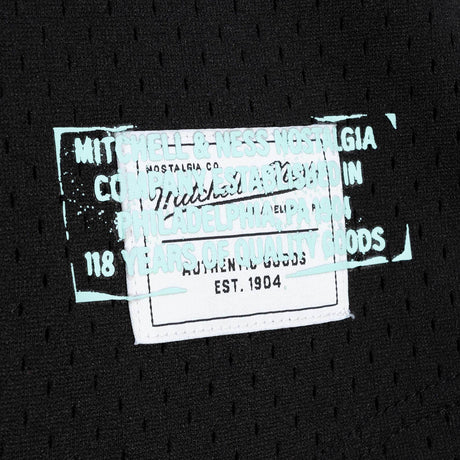 MITCHELL & NESS NOSTALGIA
COMPANY ESTABLISHED IN
PHILADELPHIA, PA
118 YEARS OF QUALITY GOODS
NOSTALGIA CO.
Mitchell & Ness
AUTHENTIC GOODS
EST. 1904